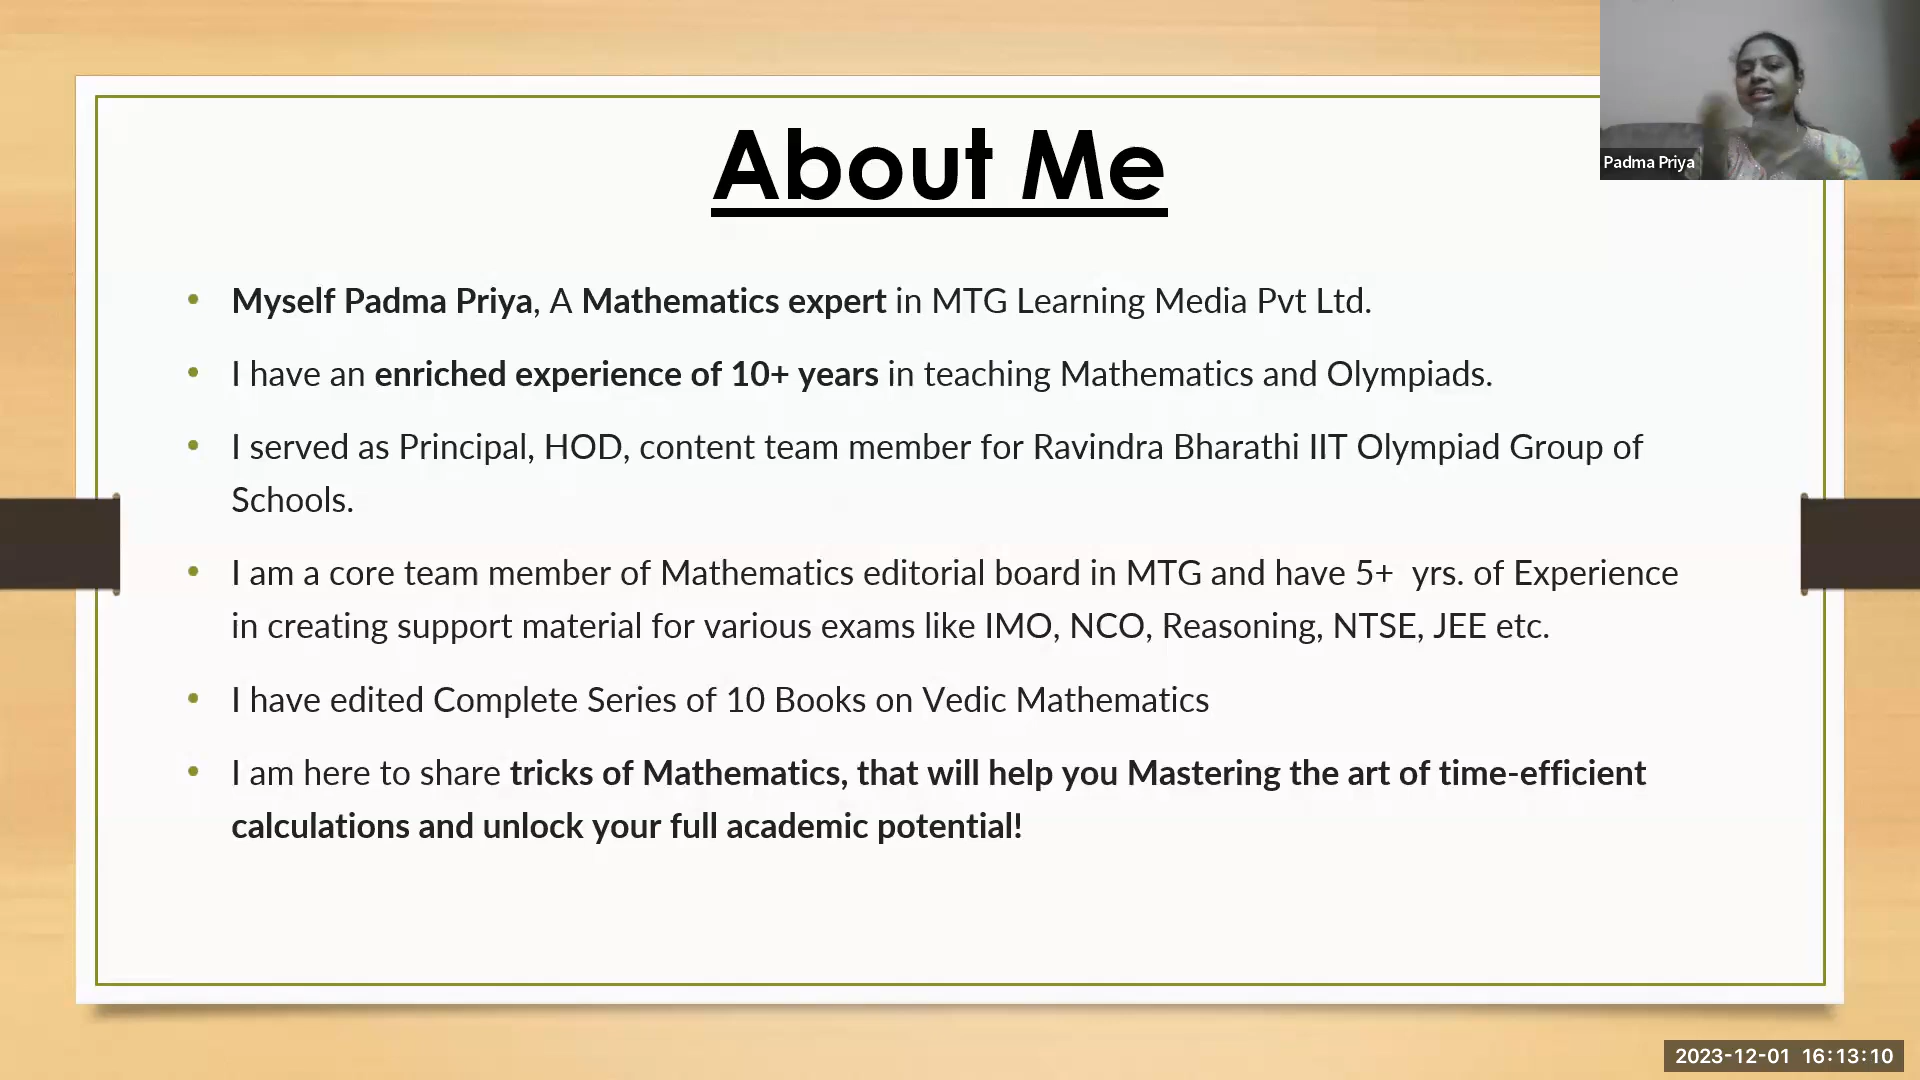 Padma Priya
About Me
• Myself Padma Priya, A Mathematics expert in MTG Learning Media Pvt Ltd.
• I have an enriched experience of 10+ years in teaching Mathematics and Olympiads.
• I served as Principal, HOD, content team member for Ravindra Bharathi IIT Olympiad Group of
Schools.
• I am a core team member of Mathematics editorial board in MTG and have 5+  yrs. of Experience
in creating support material for various exams like IMO, NCO, Reasoning, NTSE, JEE etc.
• I have edited Complete Series of 10 Books on Vedic Mathematics
• I am here to share tricks of Mathematics, that will help you Mastering the art of time-efficient
calculations and unlock your full academic potential!
2023-12-01 16:13:10